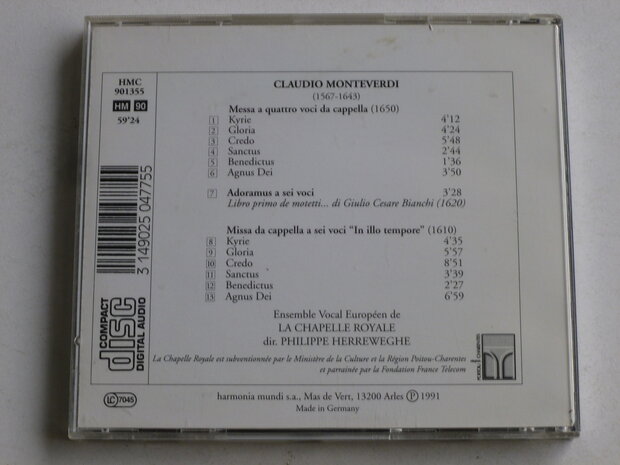 HMC
901355
HM 90
59'24
CLAUDIO MONTEVERDI
(1567-1643)
Messa a quattro voci da cappella (1650)
1 Kyrie 4'12
2 Gloria 4'24
3 Credo 5'48
4 Sanctus 2'44
5 Benedictus 1'36
6 Agnus Dei 3'50
7 Adoramus a sei voci 3'28
Libro primo de motetti... di Giulio Cesare Bianchi (1620)
Missa da cappella a sei voci "In illo tempore" (1610)
8 Kyrie 4'35
9 Gloria 5'57
10 Credo 8'51
11 Sanctus 3'39
12 Benedictus 2'27
13 Agnus Dei 6'59
Ensemble Vocal Européen de
LA CHAPELLE ROYALE
dir. PHILIPPE HERREWEGHE
La Chapelle Royale est subventionnée par le Ministère de la Culture et la Région Poitou-Charentes
et parrainée par la Fondation France Telecom
3 149025 047755
COMPACT
disc
DIGITAL AUDIO
LC 7045
harmonia mundi s.a., Mas de Vert, 13200 Arles Ⓟ 1991
Made in Germany